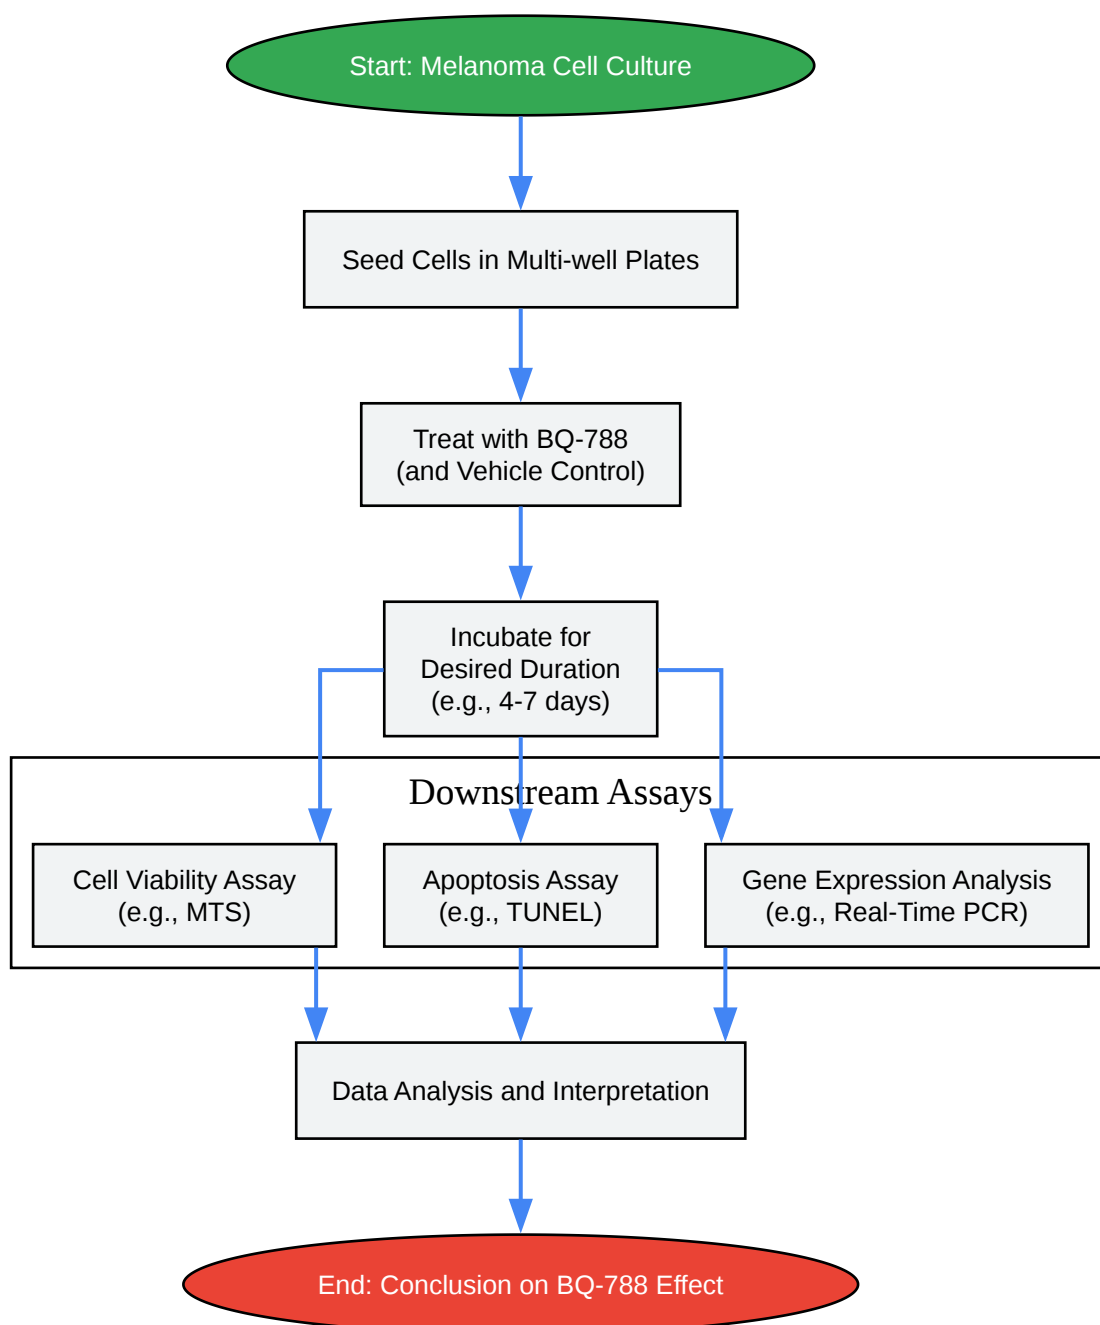 Start: Melanoma Cell Culture
Seed Cells in Multi-well Plates
Treat with BQ-788
(and Vehicle Control)
Incubate for
Desired Duration
(e.g., 4-7 days)
Downstream Assays
Cell Viability Assay
(e.g., MTS)
Apoptosis Assay
(e.g., TUNEL)
Gene Expression Analysis
(e.g., Real-Time PCR)
Data Analysis and Interpretation
End: Conclusion on BQ-788 Effect